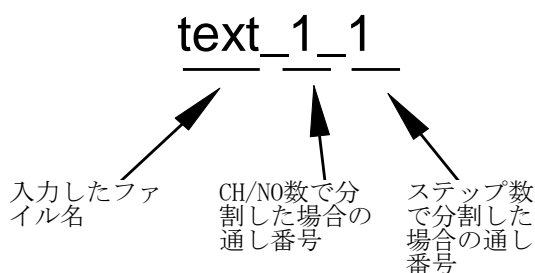 text_1_1
入力したファ
イル名
CH/NO数で分
割した場合の
通し番号
ステップ数
で分割した
場合の通し
番号